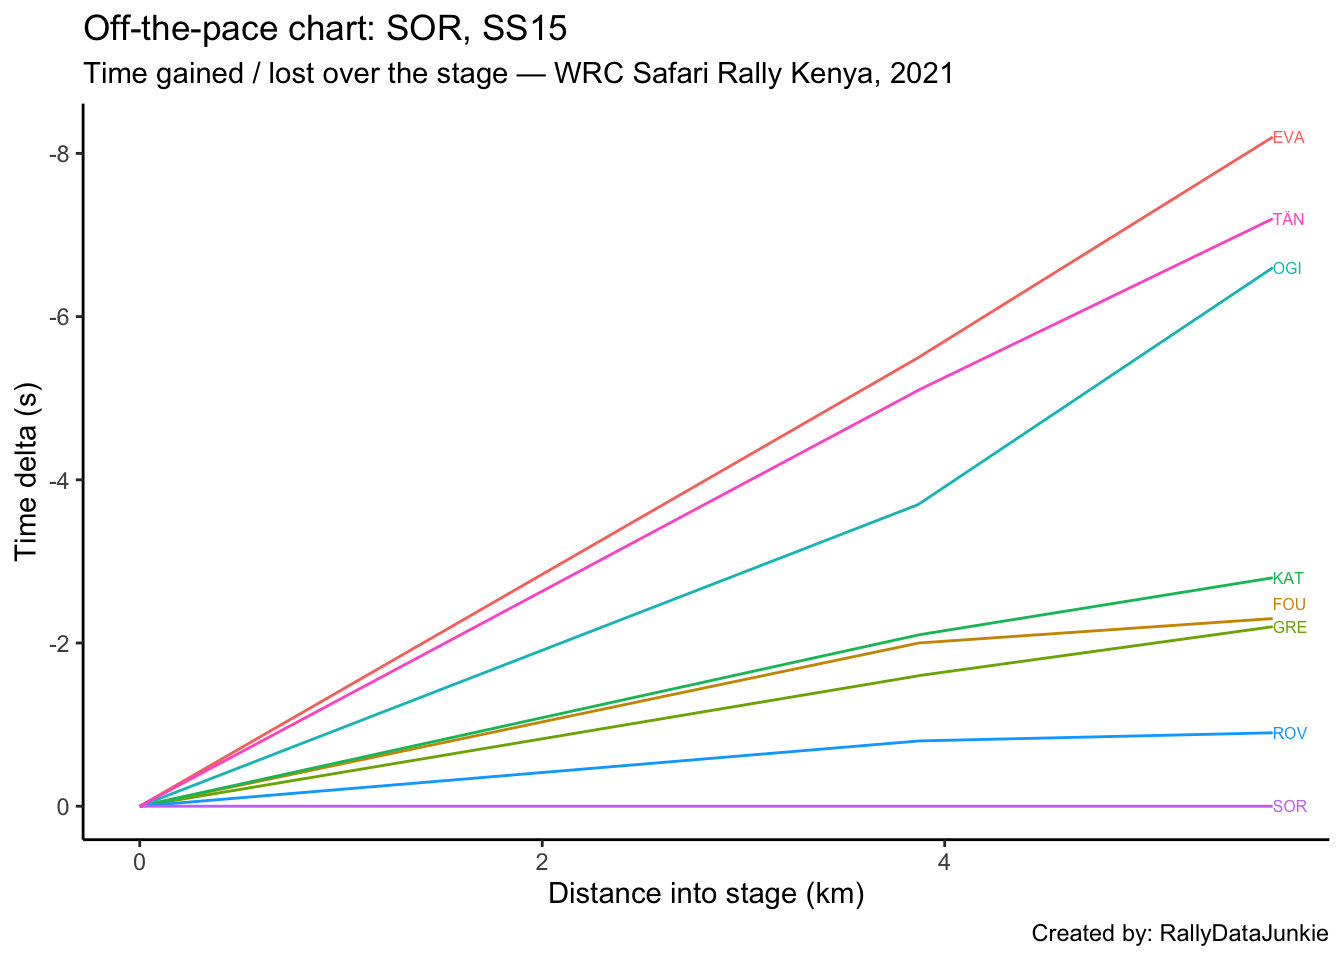 Off-the-pace chart: SOR, SS15
Time gained / lost over the stage — WRC Safari Rally Kenya, 2021
Time delta (s)
-8
-6
-4
-2
0
EVA
TÄN
OGI
KAT
FOU
GRE
ROV
SOR
0 2 4
Distance into stage (km)
Created by: RallyDataJunkie